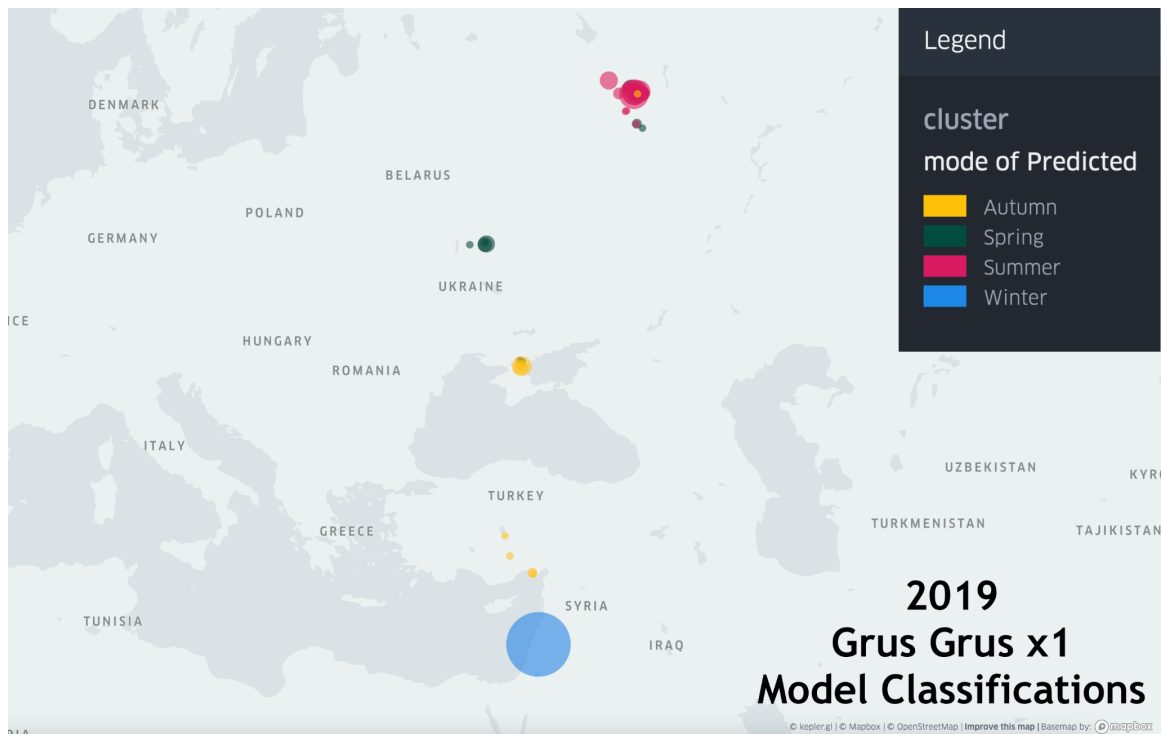 Legend
cluster
mode of Predicted
Autumn
Spring
Summer
Winter
DENMARK
BELARUS
POLAND
GERMANY
UKRAINE
ICE
HUNGARY
ROMANIA
ITALY
UZBEKISTAN
KYR
TURKEY
TURKMENISTAN
GREECE
TAJIKISTAN
SYRIA
TUNISIA
IRAQ
2019
Grus Grus x1
Model Classifications
© kepler.gl | © Mapbox | © OpenStreetMap | Improve this map | Basemap by: mapbox